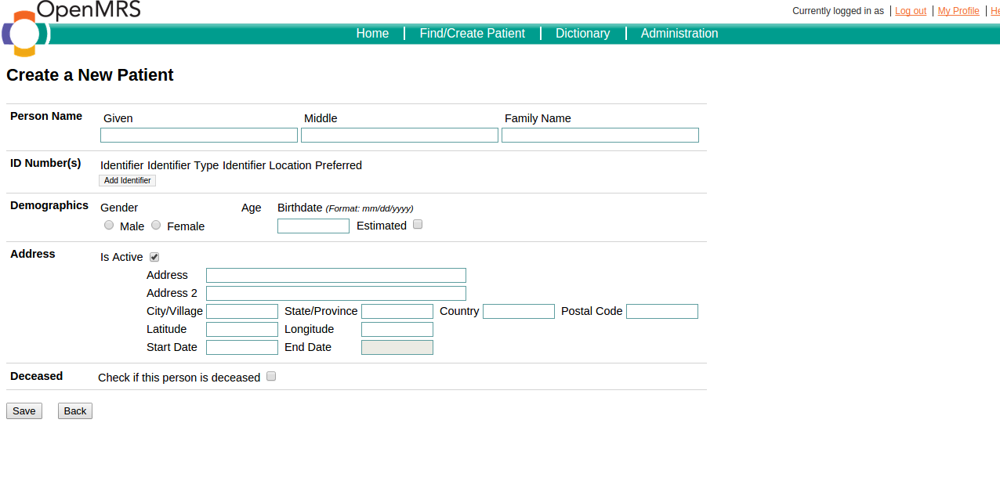 OpenMRS
Currently logged in as | Log out | My Profile |
Home | Find/Create Patient | Dictionary | Administration
Create a New Patient
Person Name Given Middle Family Name
ID Number(s) Identifier Identifier Type Identifier Location Preferred
Add Identifier
Demographics Gender Age Birthdate (Format: mm/dd/yyyy)
Male Female Estimated
Address Is Active
Address
Address 2
City/Village State/Province Country Postal Code
Latitude Longitude
Start Date End Date
Deceased Check if this person is deceased
Save Back